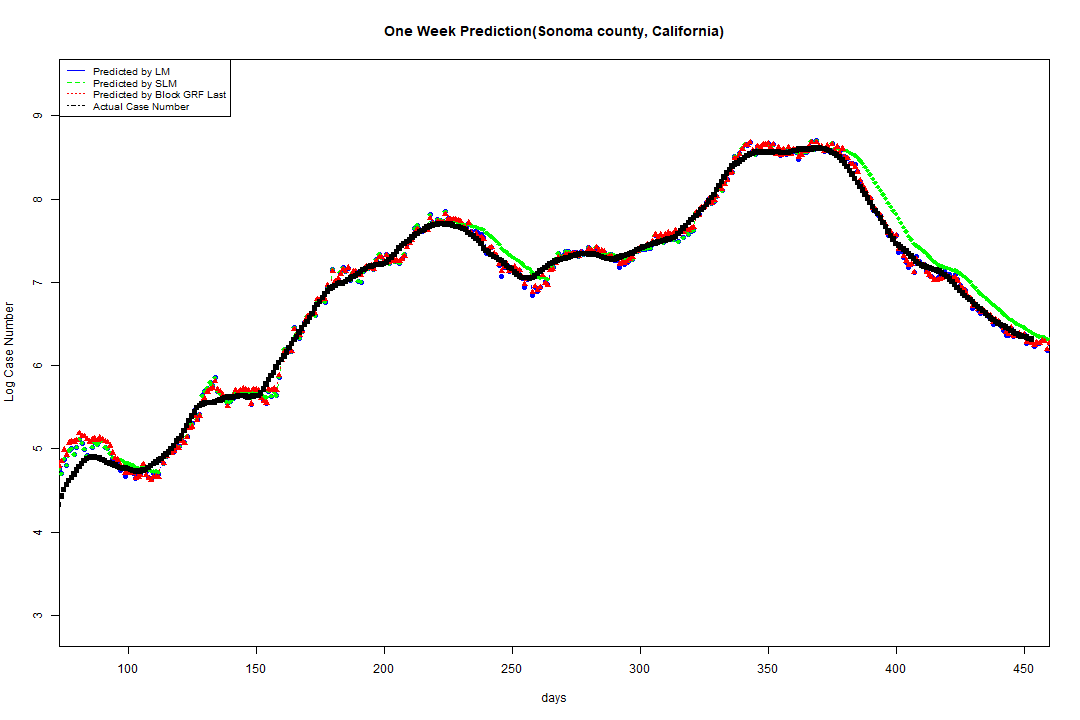 One Week Prediction(Sonoma county, California)
Predicted by LM
Predicted by SLM
Predicted by Block GRF Last
Actual Case Number
9
8
7
6
5
4
3
Log Case Number
100 150 200 250 300 350 400 450
days